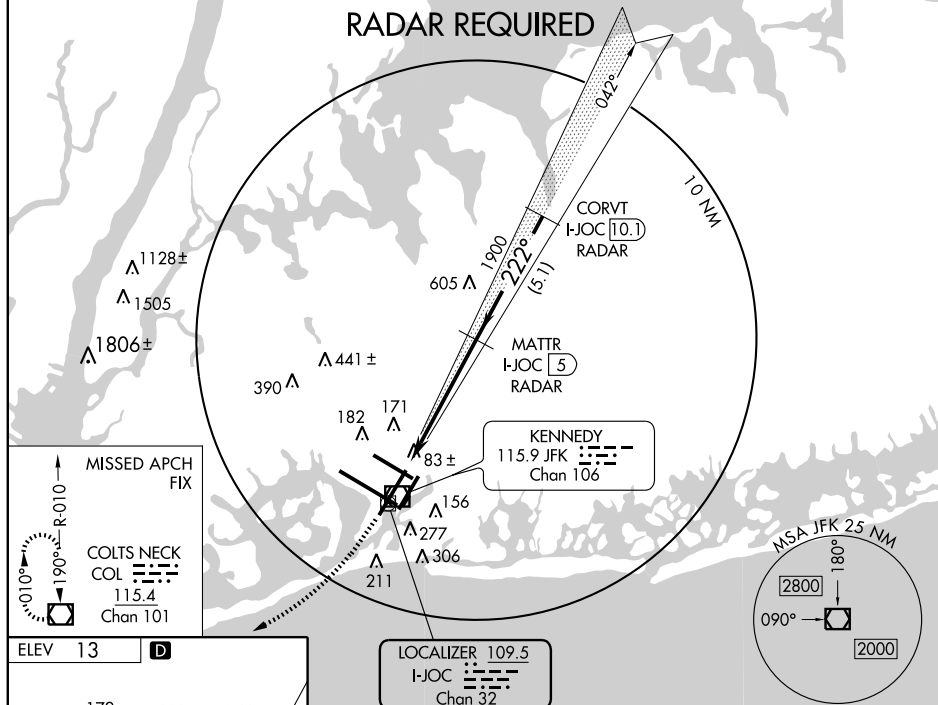 RADAR REQUIRED
042°
10 NM
CORVT
I-JOC 10.1
RADAR
1900
222°
(5.1)
605
1128±
1505
1806±
MATTR
I-JOC 5
RADAR
441±
390
182
171
83±
KENNEDY
115.9 JFK
Chan 106
156
277
306
211
MISSED APCH
FIX
R-010
190°
010°
COLTS NECK
COL
115.4
Chan 101
MSA JFK 25 NM
180°
2800
090°
2000
ELEV 13 D
LOCALIZER 109.5
I-JOC
Chan 32